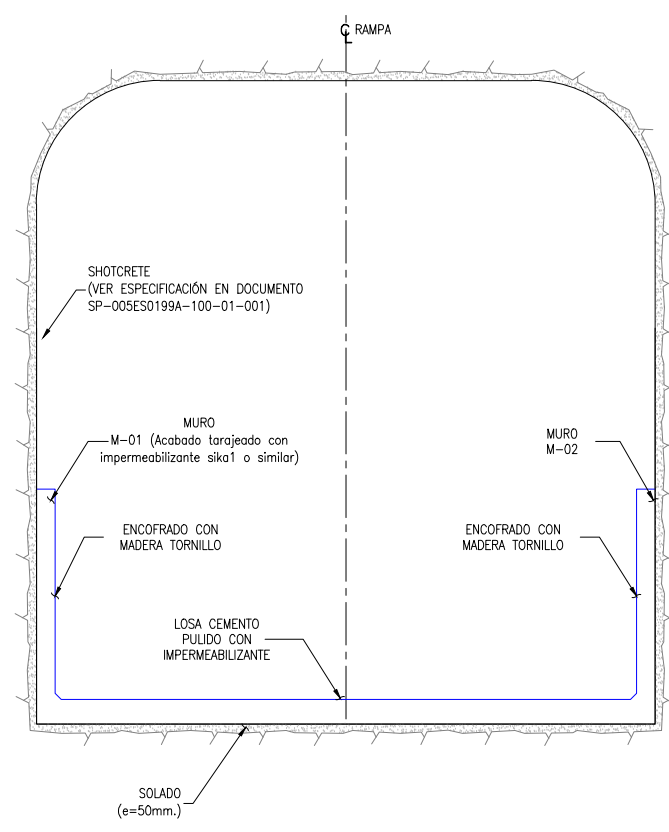 CL RAMPA
SHOTCRETE
(VER ESPECIFICACIÓN EN DOCUMENTO
SP-005ES0199A-100-01-001)
MURO
M-01 (Acabado tarajeado con
impermeabilizante sika1 o similar)
MURO
M-02
ENCOFRADO CON
MADERA TORNILLO
ENCOFRADO CON
MADERA TORNILLO
LOSA CEMENTO
PULIDO CON
IMPERMEABILIZANTE
SOLADO
(e=50mm.)